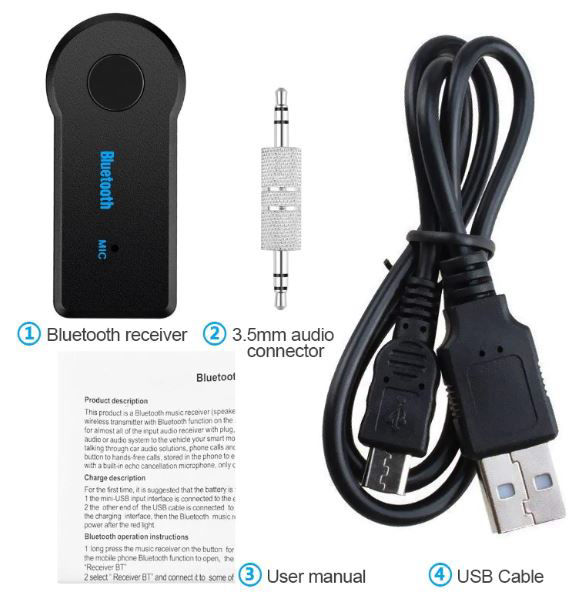 Bluetooth
MIC
1 Bluetooth receiver
2 3.5mm audio
connector
Bluetoot
Product description
This product is a Bluetooth music receiver (speake
wireless transmitter with Bluetooth function on the
for almost all of the input audio receiver with plug,
audio or audio system to the vehicle your smart mo
talking through car audio solutions, phone calls and
button to hands-free calls, stored in the phone to e
with a built-in echo cancellation microphone, only c
Charge description
For the first time, it is suggested that the battery is
1 the mini-USB input interface is connected to the e
2 the other end of the USB cable is connected to
the charging interface, then the Bluetooth music r
power after the red light.
Bluetooth operation instructions
1 long press the music receiver on the button for
the mobile phone Bluetooth function to open, the
"Receiver BT"
2 select " Receiver BT" and connect it to some of
3 User manual
4 USB Cable